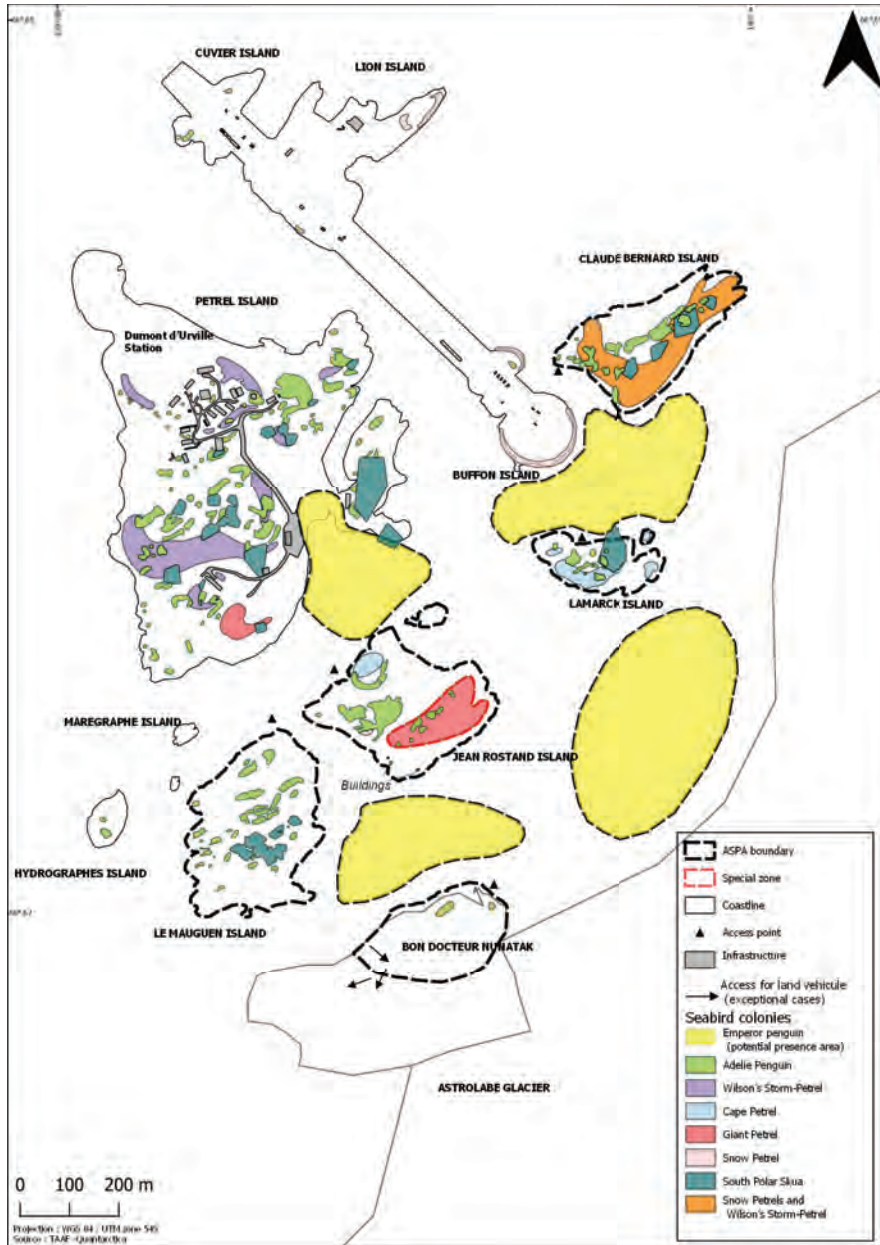 CUVIER ISLAND
LION ISLAND
CLAUDE BERNARD ISLAND
PETREL ISLAND
Dumont d'Urville
Station
BUFFON ISLAND
LAMARCK ISLAND
MAREGRAPHE ISLAND
JEAN ROSTAND ISLAND
Buildings
HYDROGRAPHES ISLAND
LE MAUGUEN ISLAND
BON DOCTEUR NUNATAK
ASTROLABE GLACIER
ASPA boundary
Special zone
Coastline
Access point
Infrastructure
Access for land vehicule
(exceptional cases)
Seabird colonies
Emperor penguin
(potential presence area)
Adelie Penguin
Wilson's Storm-Petrel
Cape Petrel
Giant Petrel
Snow Petrel
South Polar Skua
Snow Petrels and
Wilson's Storm-Petrel
0 100 200 m
Projection : WGS 84 : UTM zone 54S
Source : TAAF -Quantarctica